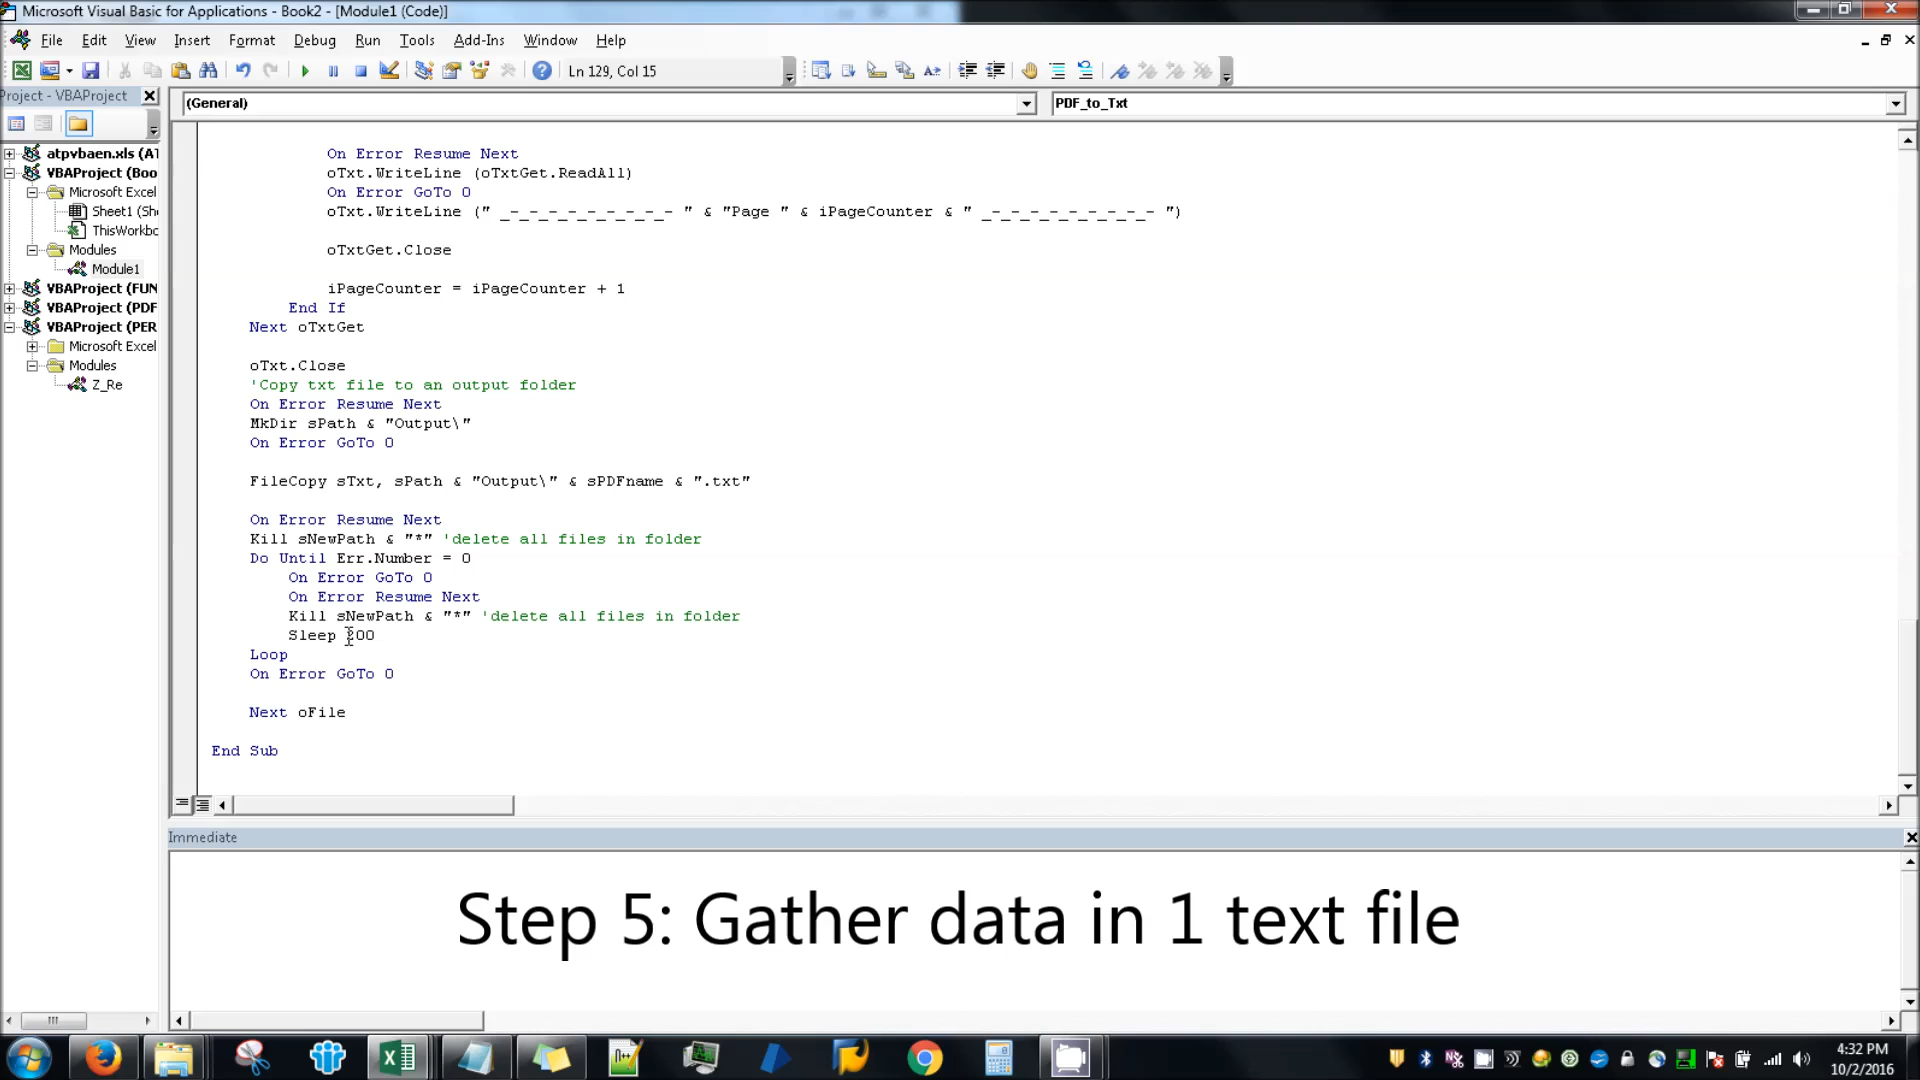 Microsoft Visual Basic for Applications - Book2 - [Module1 (Code)]
File Edit View Insert Format Debug Run Tools Add-Ins Window Help
Ln 129, Col 15
Project - VBAProject
(General)
PDF_to_Txt
atpvbaen.xls (AT
VBAProject (Boo
Microsoft Excel
Sheet1 (She
ThisWorkbo
Modules
Module1
VBAProject (FUN
VBAProject (PDF
VBAProject (PER
Microsoft Excel
Modules
Z_Re
On Error Resume Next
oTxt.WriteLine (oTxtGet.ReadAll)
On Error GoTo 0
oTxt.WriteLine (" _-_-_-_-_-_-_-_-_- " & "Page " & iPageCounter & " _-_-_-_-_-_-_-_-_- ")
oTxtGet.Close
iPageCounter = iPageCounter + 1
End If
Next oTxtGet
oTxt.Close
'Copy txt file to an output folder
On Error Resume Next
MkDir sPath & "Output\"
On Error GoTo 0
FileCopy sTxt, sPath & "Output\" & sPDFname & ".txt"
On Error Resume Next
Kill sNewPath & "*" 'delete all files in folder
Do Until Err.Number = 0
On Error GoTo 0
On Error Resume Next
Kill sNewPath & "*" 'delete all files in folder
Sleep
Loop
On Error GoTo 0
Next oFile
End Sub
Immediate
Step 5: Gather data in 1 text file
4:32 PM
10/2/2016